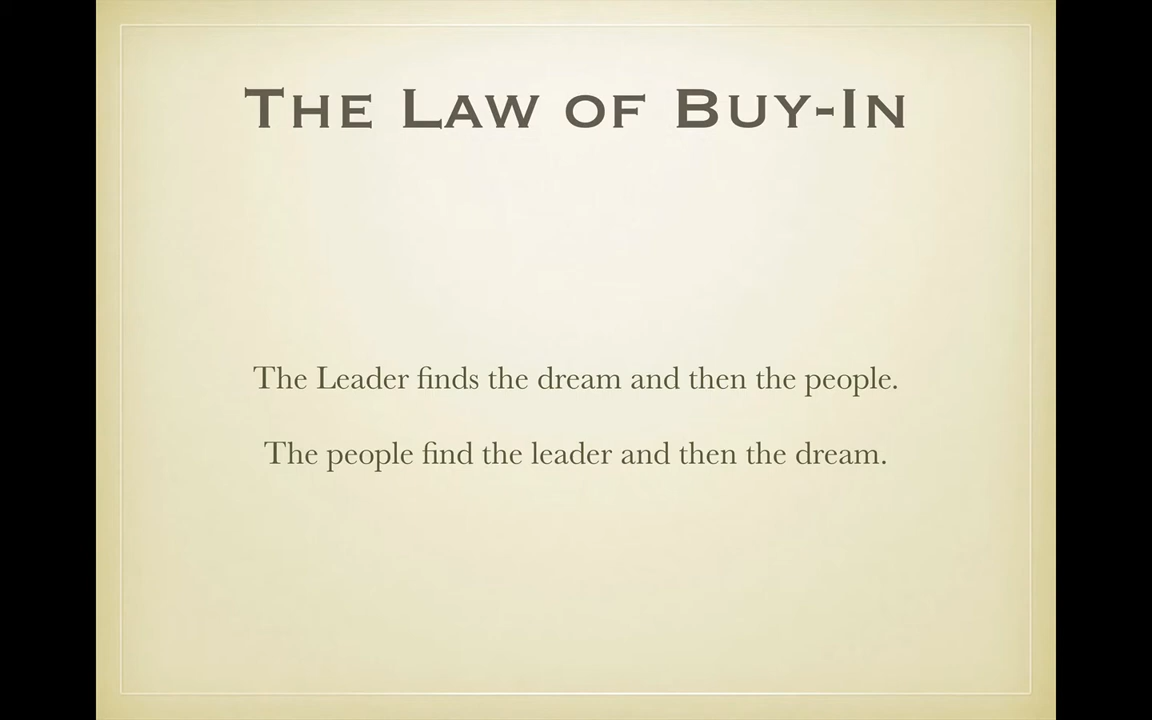 The Law of Buy-In
The Leader finds the dream and then the people.
The people find the leader and then the dream.